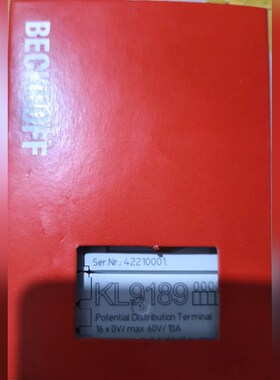 BECKHOFF
Ser.Nr.: 42210001.
KL9189
Potential Distribution Terminal
16 x 0V/ max. 60V/ 10A